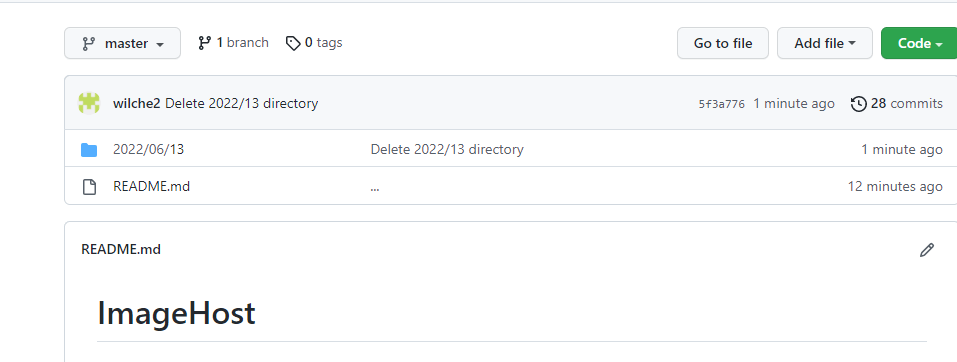 master 1 branch 0 tags Go to file Add file Code
wilche2 Delete 2022/13 directory 5f3a776 1 minute ago 28 commits
2022/06/13 Delete 2022/13 directory 1 minute ago
README.md ... 12 minutes ago
README.md
ImageHost